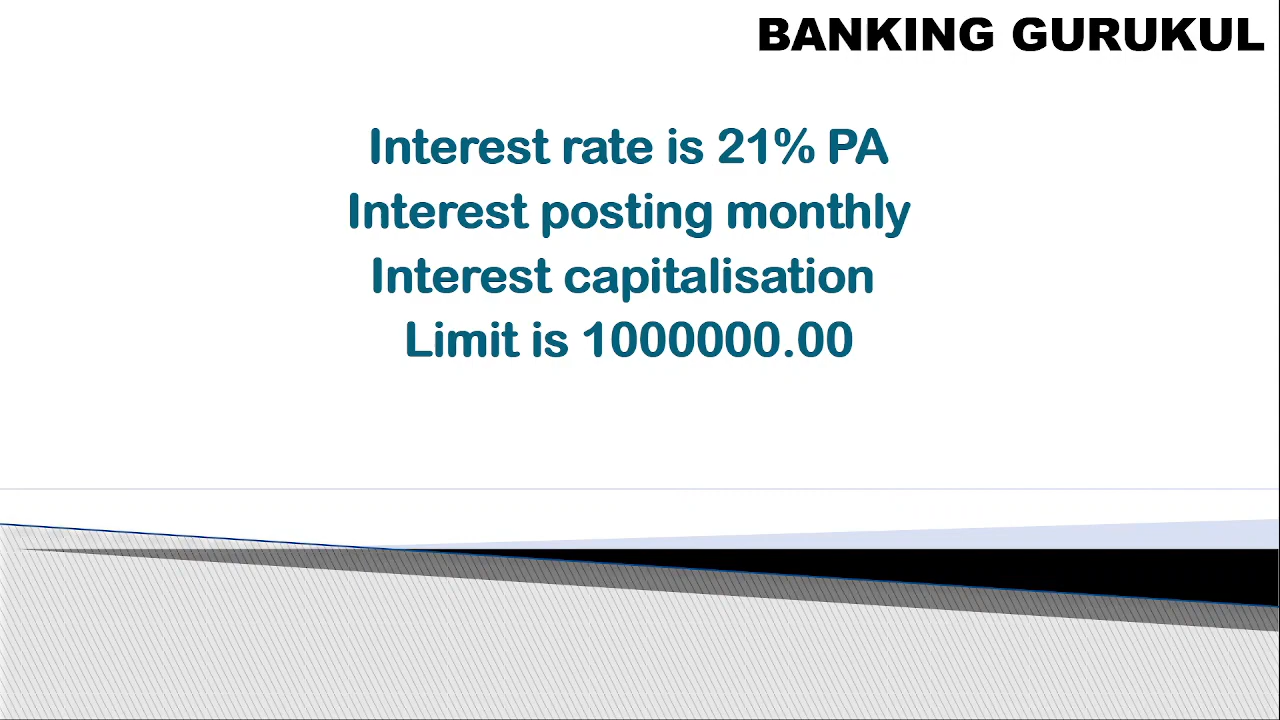 BANKING GURUKUL
Interest rate is 21% PA
Interest posting monthly
Interest capitalisation
Limit is 1000000.00